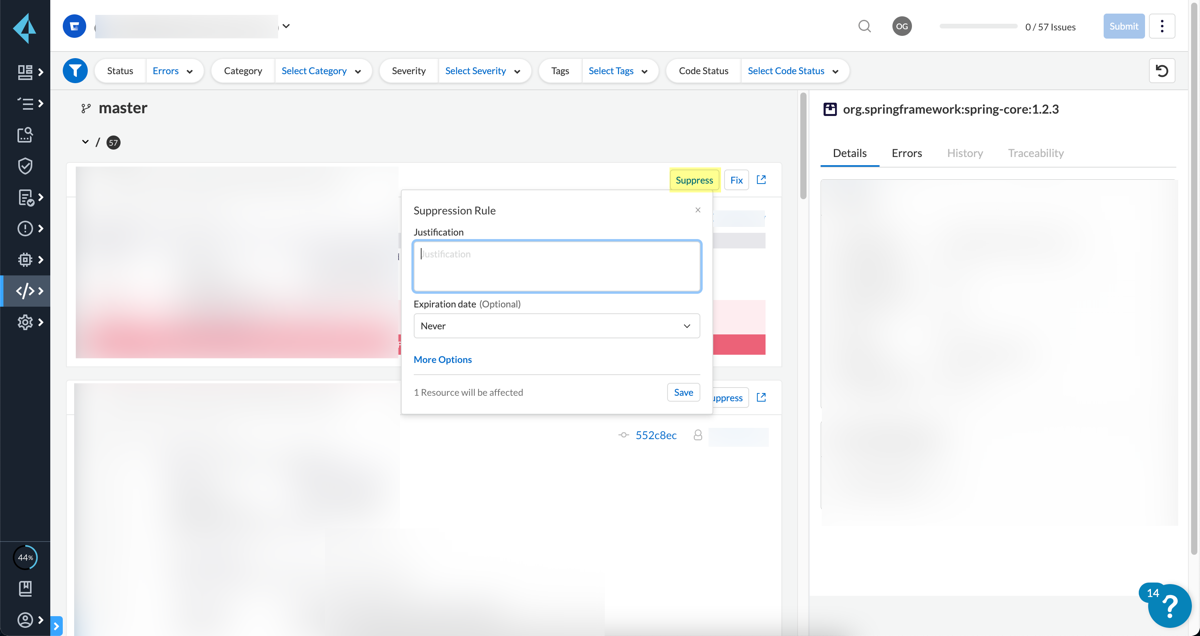 OG
0 / 57 Issues
Submit
Status Errors
Category Select Category
Severity Select Severity
Tags Select Tags
Code Status Select Code Status
master
/ 57
Suppress
Fix
Suppression Rule
×
Justification
Justification
Expiration date (Optional)
Never
More Options
1 Resource will be affected
Save
uppress
552c8ec
org.springframework:spring-core:1.2.3
Details Errors History Traceability
44%
14
?